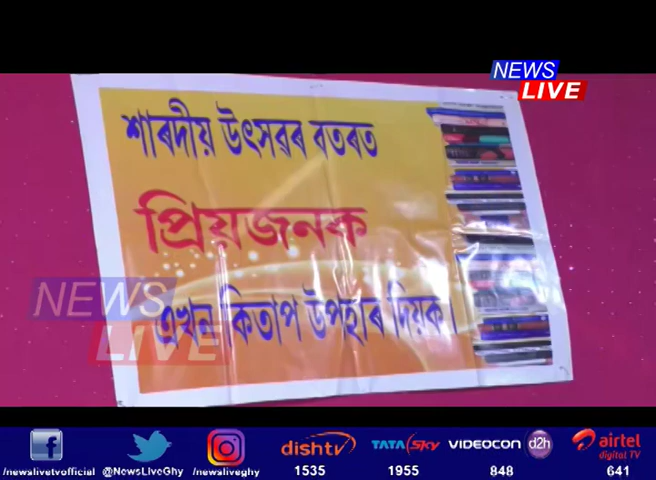 NEWS
LIVE
শাৰদীয় উৎসৱৰ বতৰত
প্ৰিয়জনক
এখন কিতাপ উপহাৰ দিয়ক।
NEWS
LIVE
dishtv TATA Sky VIDEOCON d2h airtel
digital TV
/newslivetvofficial @NewsLiveGhy /newsliveghy 1535 1955 848 641